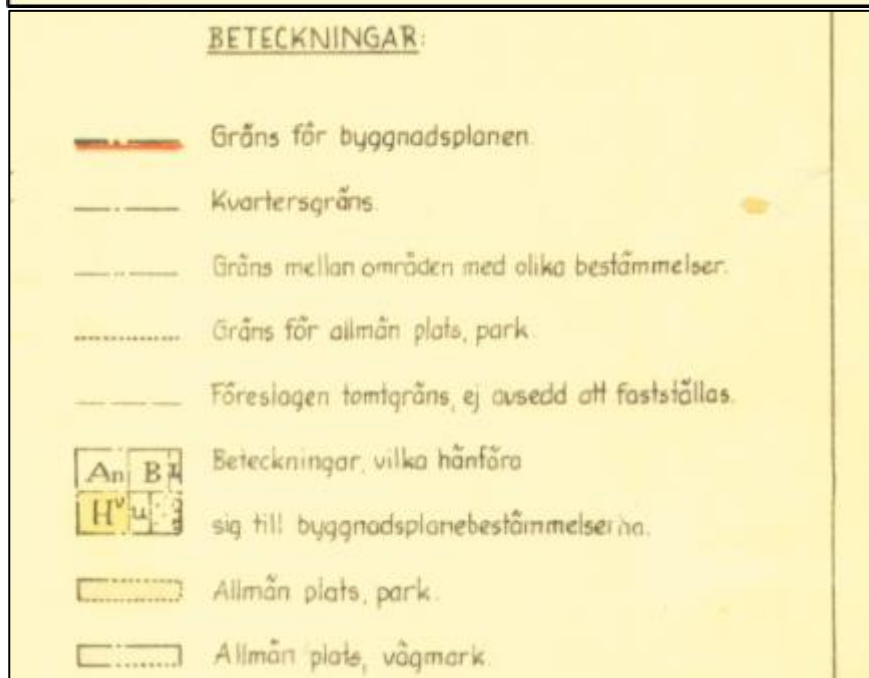 BETECKNINGAR:
Gräns för byggnadsplanen.
Kvartersgräns.
Gräns mellan områden med olika bestämmelser.
Gräns för allmän plats, park.
Föreslagen tomtgräns, ej avsedd att fastställas.
An B
Beteckningar, vilka hänföra
Hv u
sig till byggnadsplanebestämmelserna.
Allmän plats, park.
Allmän plats, vägmark.